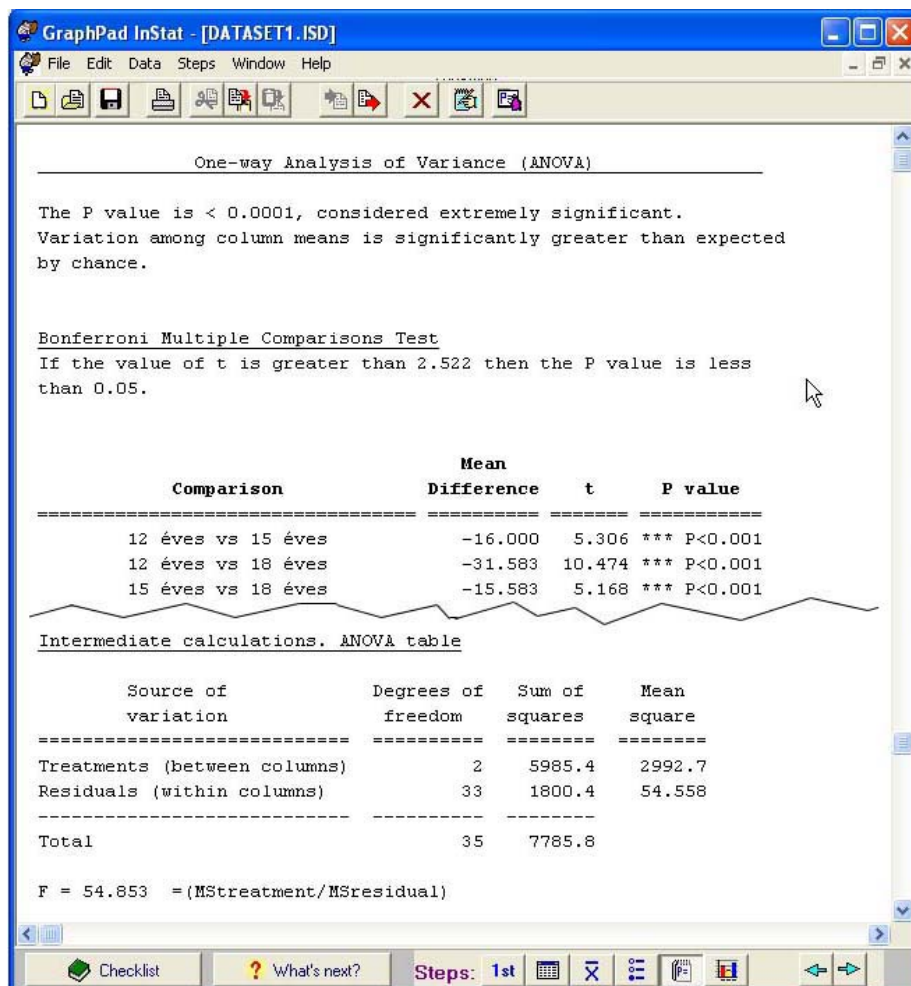 GraphPad InStat - [DATASET1.ISD]
File Edit Data Steps Window Help
One-way Analysis of Variance (ANOVA)
The P value is < 0.0001, considered extremely significant.
Variation among column means is significantly greater than expected
by chance.
Bonferroni Multiple Comparisons Test
If the value of t is greater than 2.522 then the P value is less
than 0.05.
Mean
Comparison Difference t P value
================================== ========== ======= ===========
12 éves vs 15 éves -16.000 5.306 *** P<0.001
12 éves vs 18 éves -31.583 10.474 *** P<0.001
15 éves vs 18 éves -15.583 5.168 *** P<0.001
Intermediate calculations. ANOVA table
Source of Degrees of Sum of Mean
variation freedom squares square
============================ ========== ======== ========
Treatments (between columns) 2 5985.4 2992.7
Residuals (within columns) 33 1800.4 54.558
---------------------------- ---------- --------
Total 35 7785.8
F = 54.853 =(MStreatment/MSresidual)
Checklist ? What's next? Steps: 1st x̅ P=